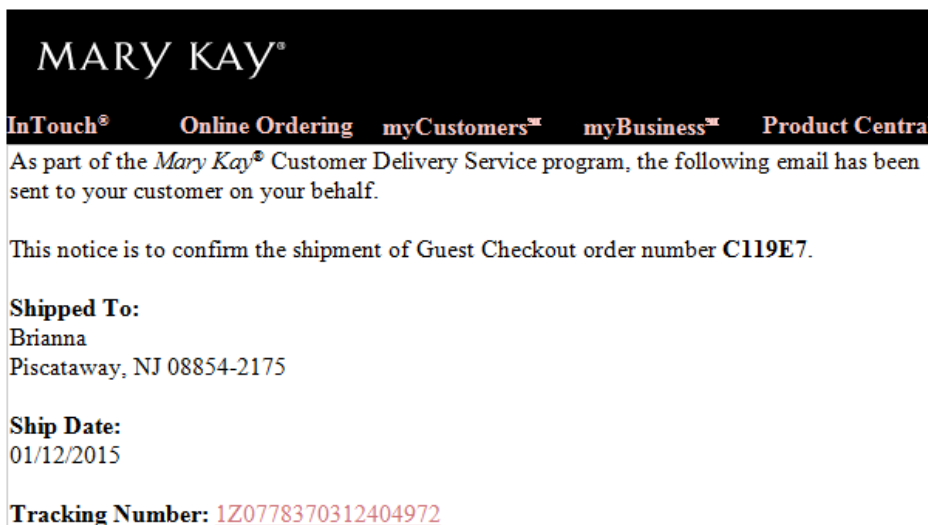 MARY KAY®
InTouch® Online Ordering myCustomers℠ myBusiness℠ Product Centra
As part of the Mary Kay® Customer Delivery Service program, the following email has been
sent to your customer on your behalf.
This notice is to confirm the shipment of Guest Checkout order number C119E7.
Shipped To:
Brianna
Piscataway, NJ 08854-2175
Ship Date:
01/12/2015
Tracking Number: 1Z0778370312404972